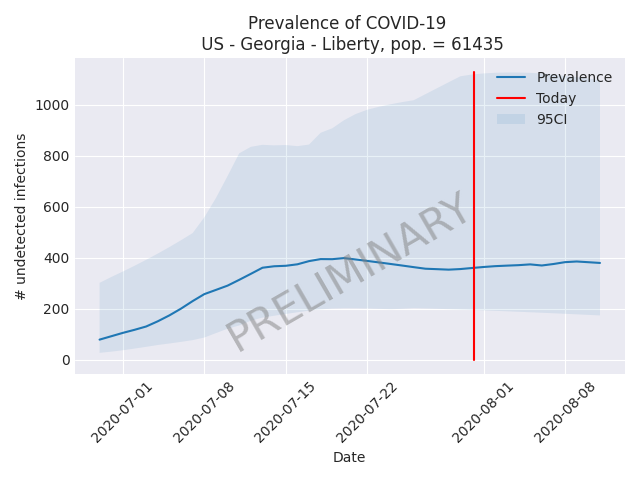 Prevalence of COVID-19
US - Georgia - Liberty, pop. = 61435
# undetected infections
1000
800
600
400
200
0
Prevalence
Today
95CI
PRELIMINARY
2020-07-01
2020-07-08
2020-07-15
2020-07-22
2020-08-01
2020-08-08
Date